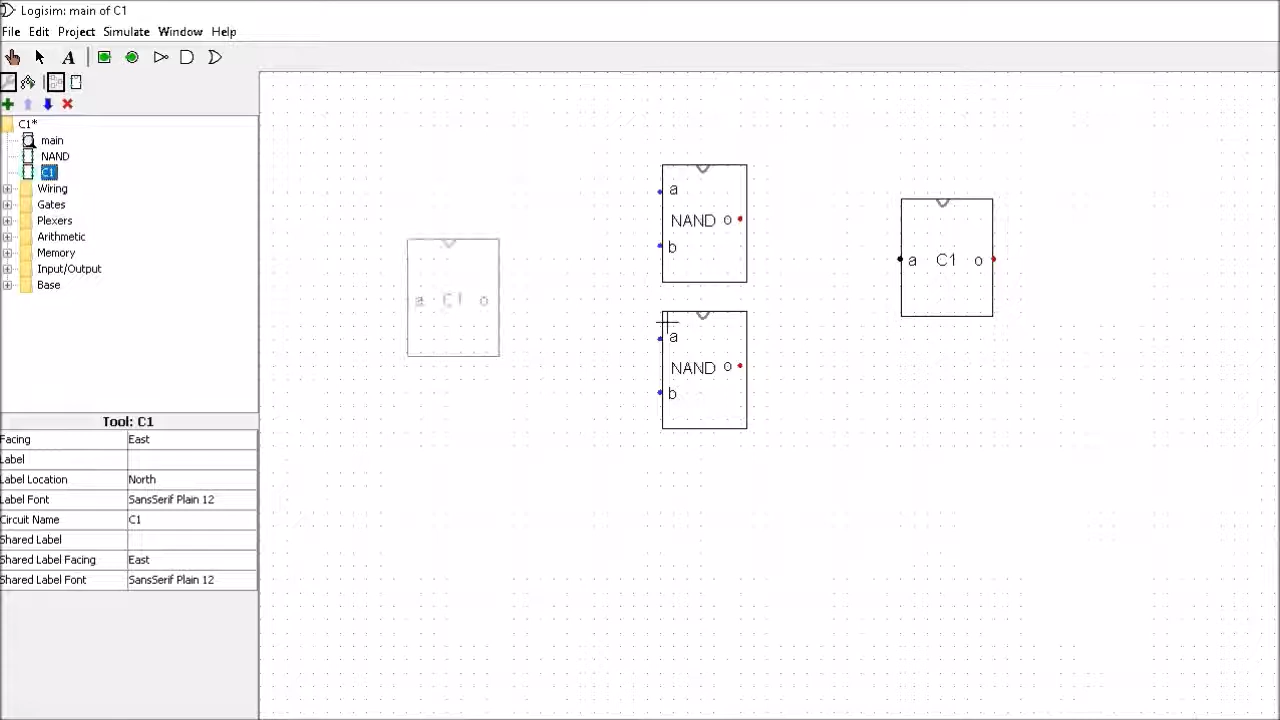 Logisim: main of C1
File Edit Project Simulate Window Help
A
C1*
main
NAND
C1
Wiring
Gates
Plexers
Arithmetic
Memory
Input/Output
Base
Tool: C1
Facing East
Label
Label Location North
Label Font SansSerif Plain 12
Circuit Name C1
Shared Label
Shared Label Facing East
Shared Label Font SansSerif Plain 12
a
NAND o
b
a C1 o
a C1 o
a
NAND o
b